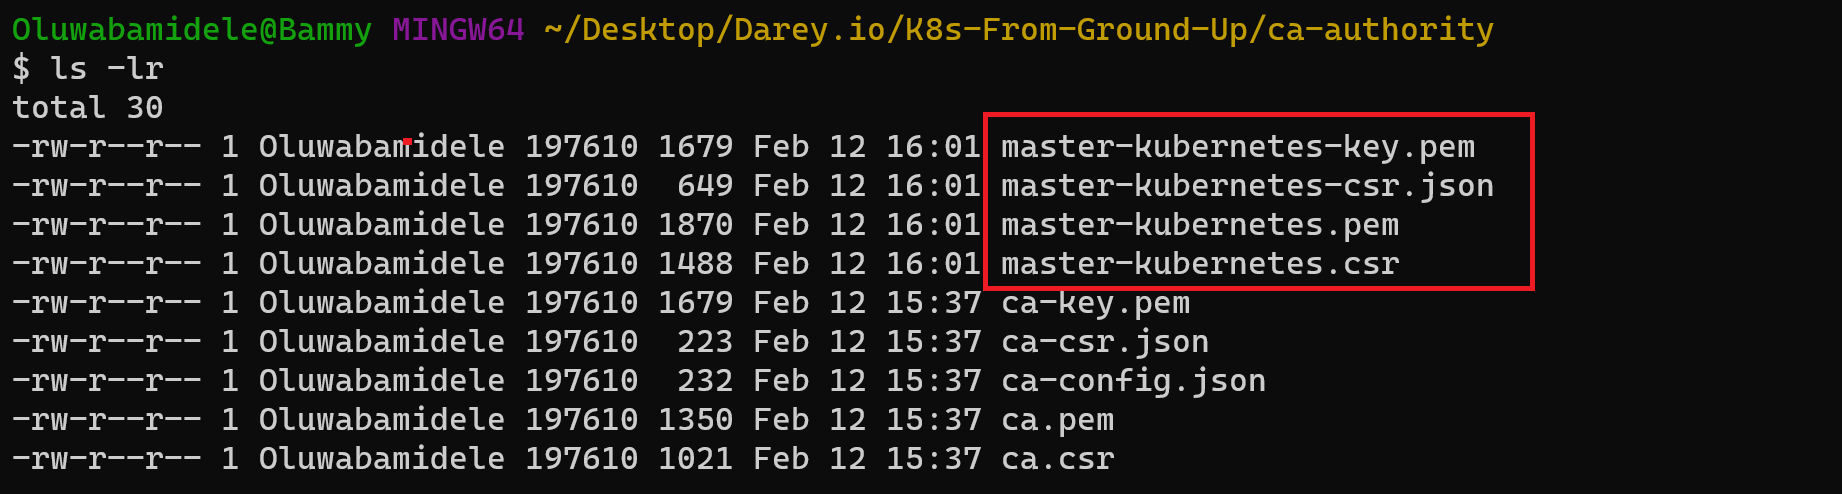 Oluwabamidele@Bammy MINGW64 ~/Desktop/Darey.io/K8s-From-Ground-Up/ca-authority
$ ls -lr
total 30
-rw-r--r-- 1 Oluwabamidele 197610 1679 Feb 12 16:01 master-kubernetes-key.pem
-rw-r--r-- 1 Oluwabamidele 197610  649 Feb 12 16:01 master-kubernetes-csr.json
-rw-r--r-- 1 Oluwabamidele 197610 1870 Feb 12 16:01 master-kubernetes.pem
-rw-r--r-- 1 Oluwabamidele 197610 1488 Feb 12 16:01 master-kubernetes.csr
-rw-r--r-- 1 Oluwabamidele 197610 1679 Feb 12 15:37 ca-key.pem
-rw-r--r-- 1 Oluwabamidele 197610  223 Feb 12 15:37 ca-csr.json
-rw-r--r-- 1 Oluwabamidele 197610  232 Feb 12 15:37 ca-config.json
-rw-r--r-- 1 Oluwabamidele 197610 1350 Feb 12 15:37 ca.pem
-rw-r--r-- 1 Oluwabamidele 197610 1021 Feb 12 15:37 ca.csr